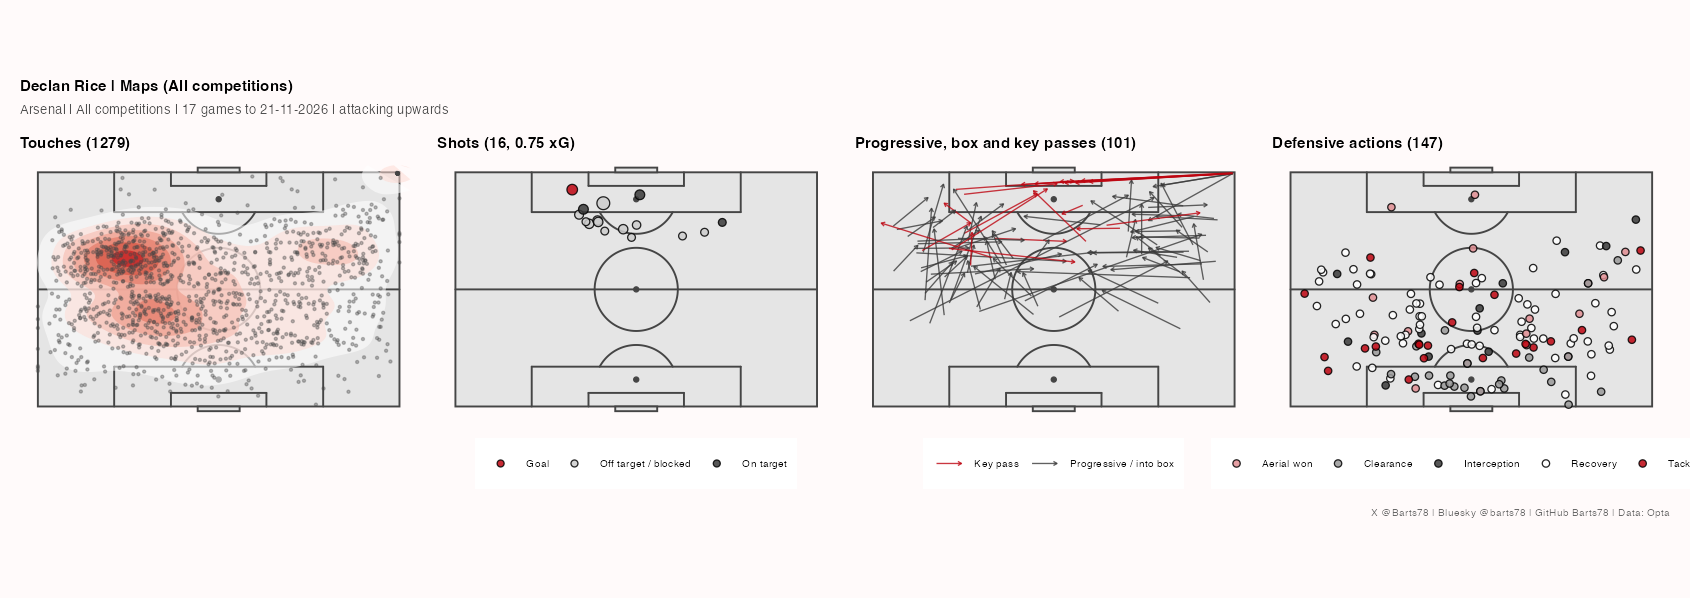 Declan Rice | Maps (All competitions)
Arsenal | All competitions | 17 games to 21-11-2026 | attacking upwards
Touches (1279)
Shots (16, 0.75 xG)
Progressive, box and key passes (101)
Defensive actions (147)
Goal
Off target / blocked
On target
Key pass
Progressive / into box
Aerial won
Clearance
Interception
Recovery
Tack
X @Barts78 | Bluesky @barts78 | GitHub Barts78 | Data: Opta